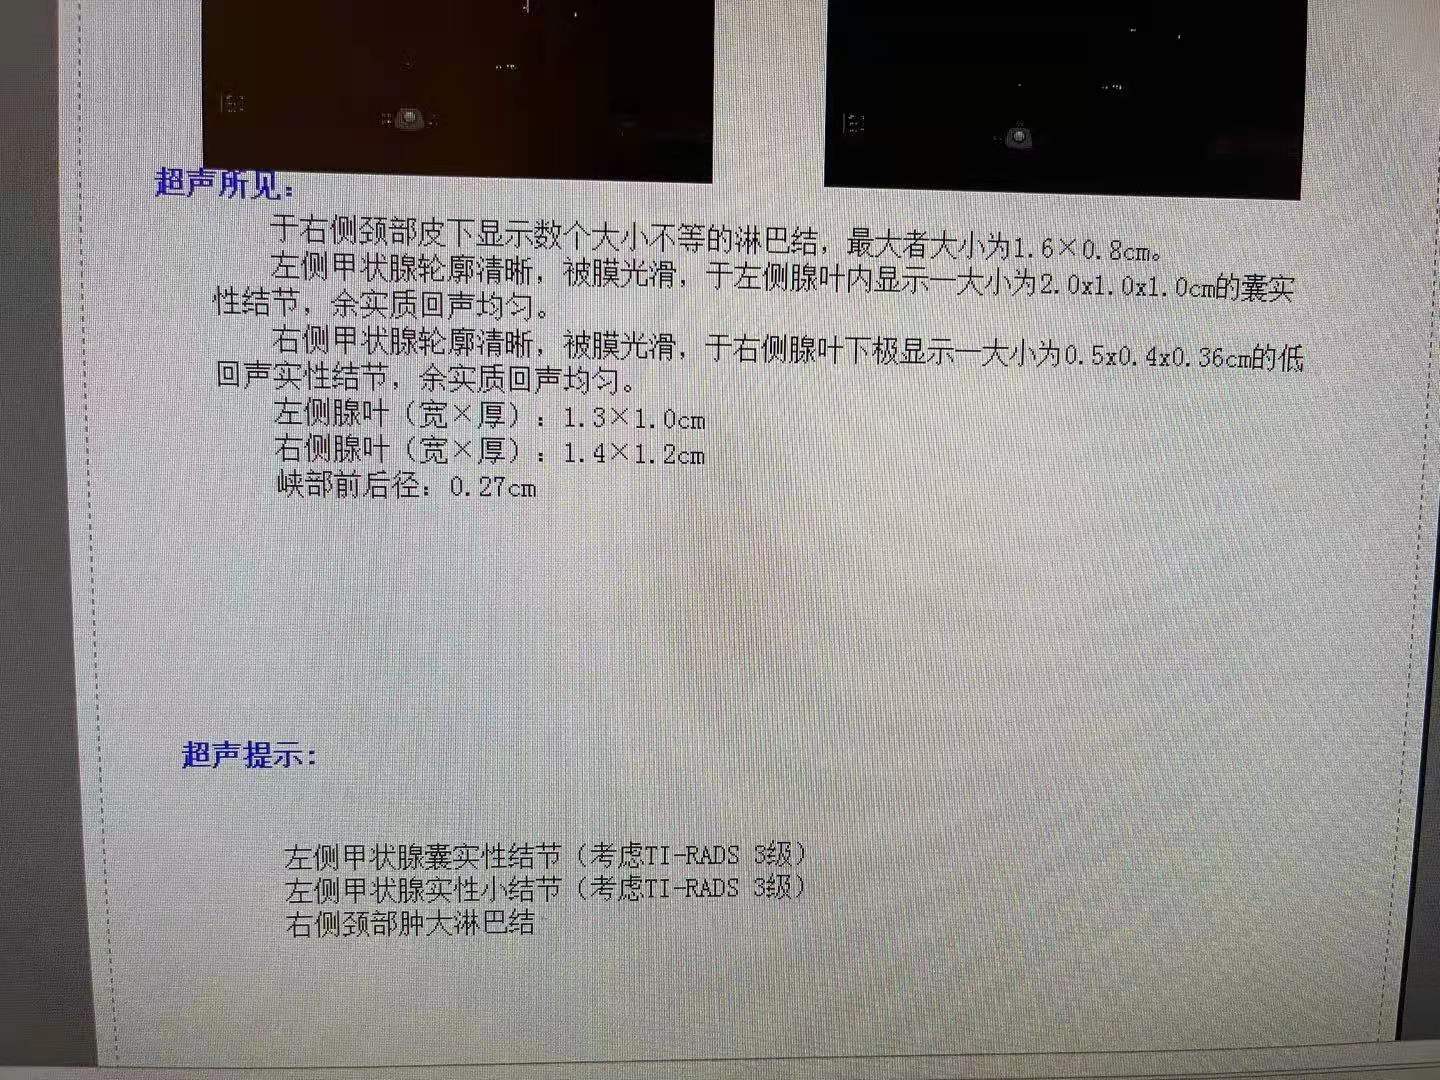 超声所见：
于右侧颈部皮下显示数个大小不等的淋巴结，最大者大小为1.6×0.8cm。
左侧甲状腺轮廓清晰，被膜光滑，于左侧腺叶内显示一大小为2.0x1.0x1.0cm的囊实
性结节，余实质回声均匀。
右侧甲状腺轮廓清晰，被膜光滑，于右侧腺叶下极显示一大小为0.5x0.4x0.36cm的低
回声实性结节，余实质回声均匀。
左侧腺叶（宽×厚）：1.3×1.0cm
右侧腺叶（宽×厚）：1.4×1.2cm
峡部前后径：0.27cm
超声提示：
左侧甲状腺囊实性结节（考虑TI-RADS 3级）
左侧甲状腺实性小结节（考虑TI-RADS 3级）
右侧颈部肿大淋巴结